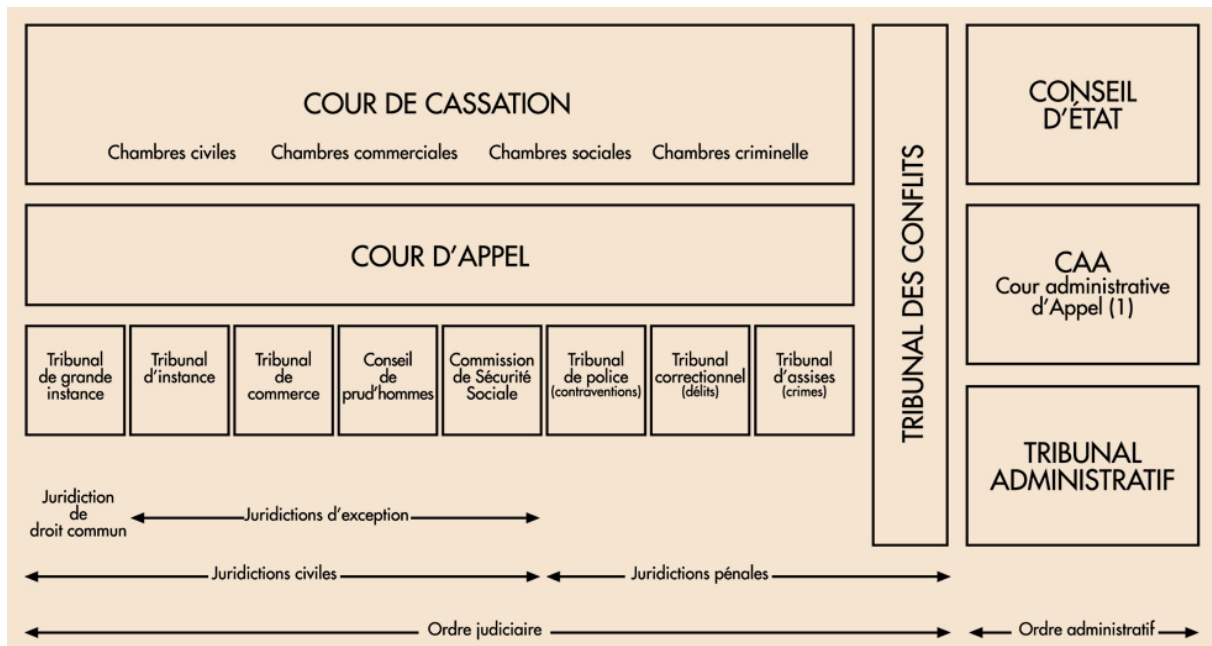 COUR DE CASSATION
Chambres civiles
Chambres commerciales
Chambres sociales
Chambres criminelle
COUR D'APPEL
Tribunal
de grande
instance
Tribunal
d'instance
Tribunal
de
commerce
Conseil
de
prud'hommes
Commission
de Sécurité
Sociale
Tribunal
de police
(contraventions)
Tribunal
correctionnel
(délits)
Tribunal
d'assises
(crimes)
Juridiction
de
droit commun
Juridictions d'exception
Juridictions civiles
Juridictions pénales
Ordre judiciaire
TRIBUNAL DES CONFLITS
CONSEIL
D'ÉTAT
CAA
Cour administrative
d'Appel (1)
TRIBUNAL
ADMINISTRATIF
Ordre administratif